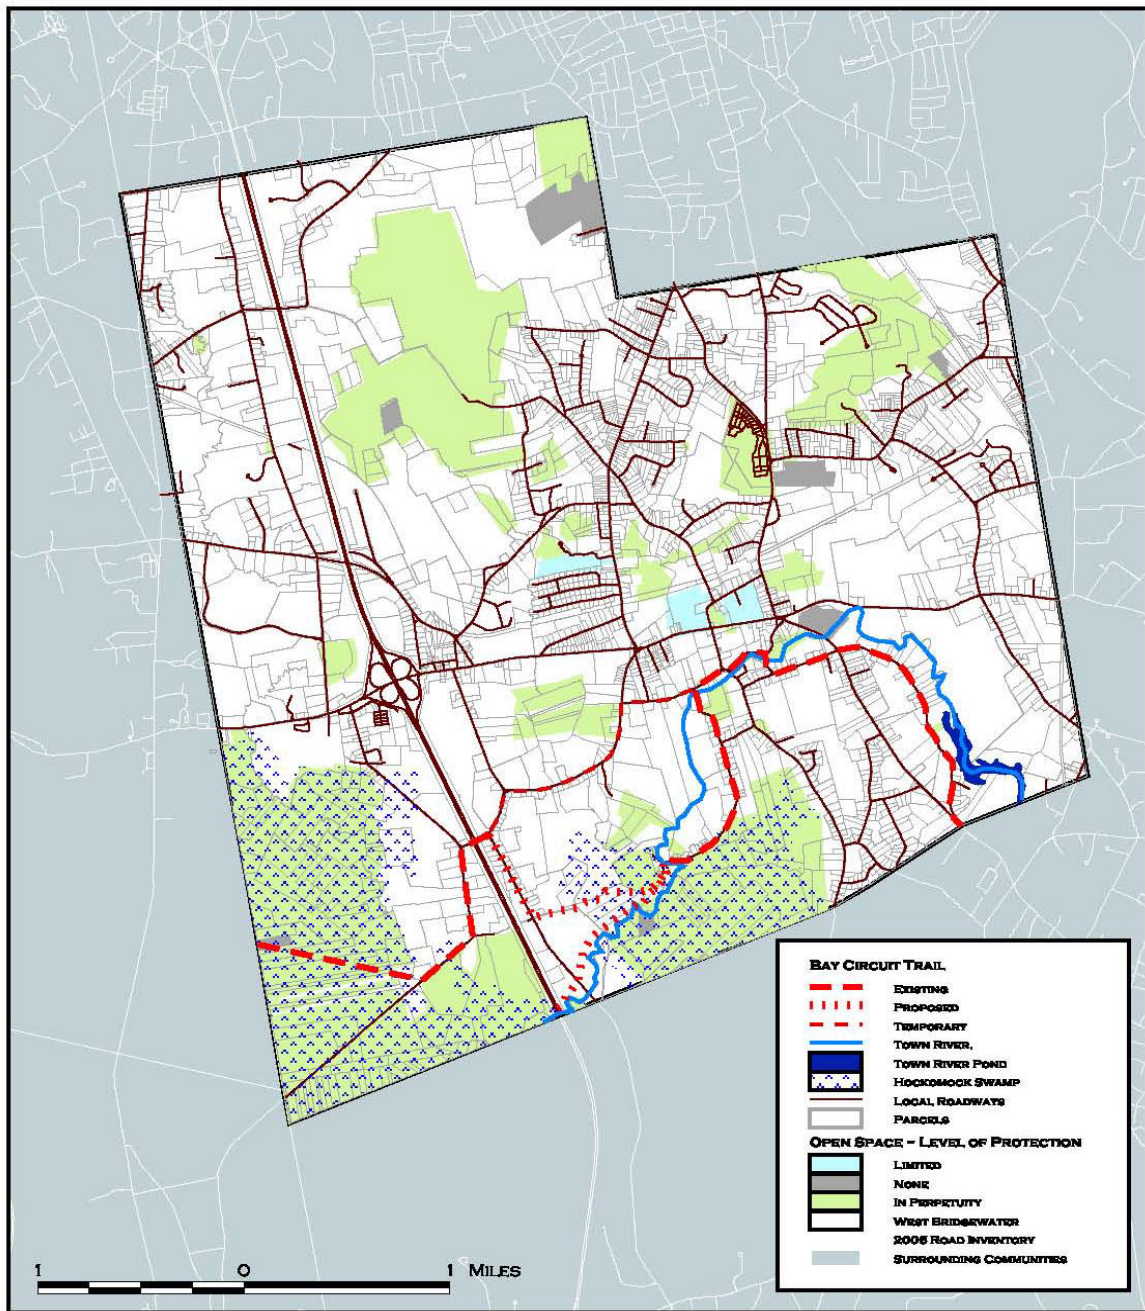 BAY CIRCUIT TRAIL
EXISTING
PROPOSED
TEMPORARY
TOWN RIVER
TOWN RIVER POND
HOCKOMOCK SWAMP
LOCAL ROADWAYS
PARCELS
OPEN SPACE - LEVEL OF PROTECTION
LIMITED
NONE
IN PERPETUITY
WEST BRIDGEWATER
2005 ROAD INVENTORY
SURROUNDING COMMUNITIES
1 0 1 MILES